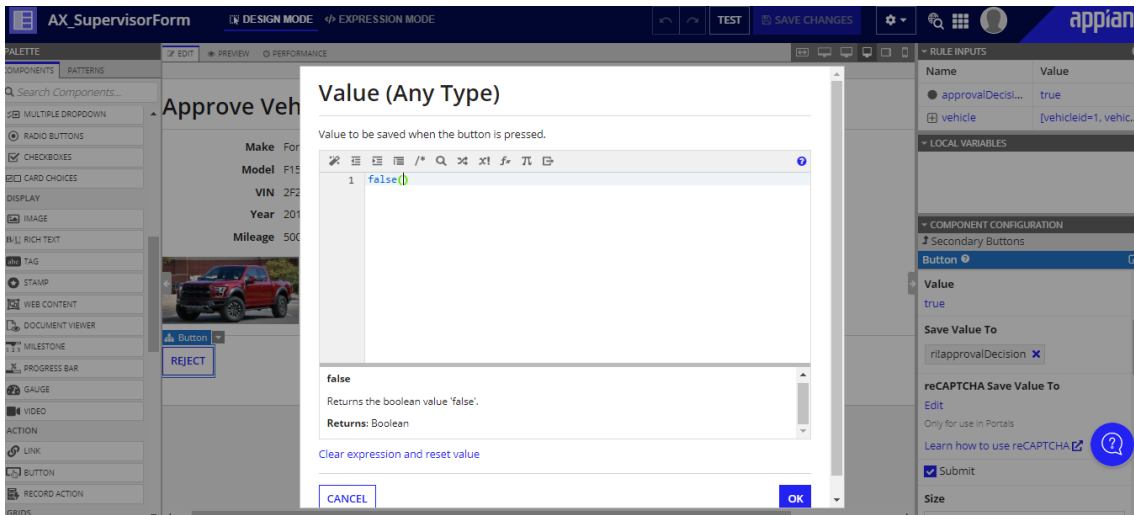 AX_SupervisorForm
DESIGN MODE
</> EXPRESSION MODE
TEST
SAVE CHANGES
appian
PALETTE
COMPONENTS
PATTERNS
Search Components...
MULTIPLE DROPDOWN
RADIO BUTTONS
CHECKBOXES
CARD CHOICES
DISPLAY
IMAGE
RICH TEXT
TAG
STAMP
WEB CONTENT
DOCUMENT VIEWER
MILESTONE
PROGRESS BAR
GAUGE
VIDEO
ACTION
LINK
BUTTON
RECORD ACTION
GRIDS
EDIT
PREVIEW
PERFORMANCE
Approve Veh
Make For
Model F15
VIN 2F2
Year 201
Mileage 500
Button
REJECT
Value (Any Type)
Value to be saved when the button is pressed.
1 false()
false
Returns the boolean value 'false'.
Returns: Boolean
Clear expression and reset value
CANCEL
OK
RULE INPUTS
Name Value
approvalDecisi... true
vehicle [vehicleid=1, vehic...
LOCAL VARIABLES
COMPONENT CONFIGURATION
Secondary Buttons
Button
Value
true
Save Value To
ri!approvalDecision
reCAPTCHA Save Value To
Edit
Only for use in Portals
Learn how to use reCAPTCHA
Submit
Size